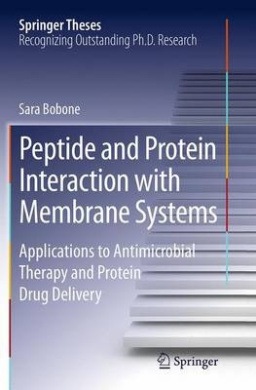 Springer Theses
Recognizing Outstanding Ph.D. Research
Sara Bobone
Peptide and Protein
Interaction with
Membrane Systems
Applications to Antimicrobial
Therapy and Protein
Drug Delivery
Springer